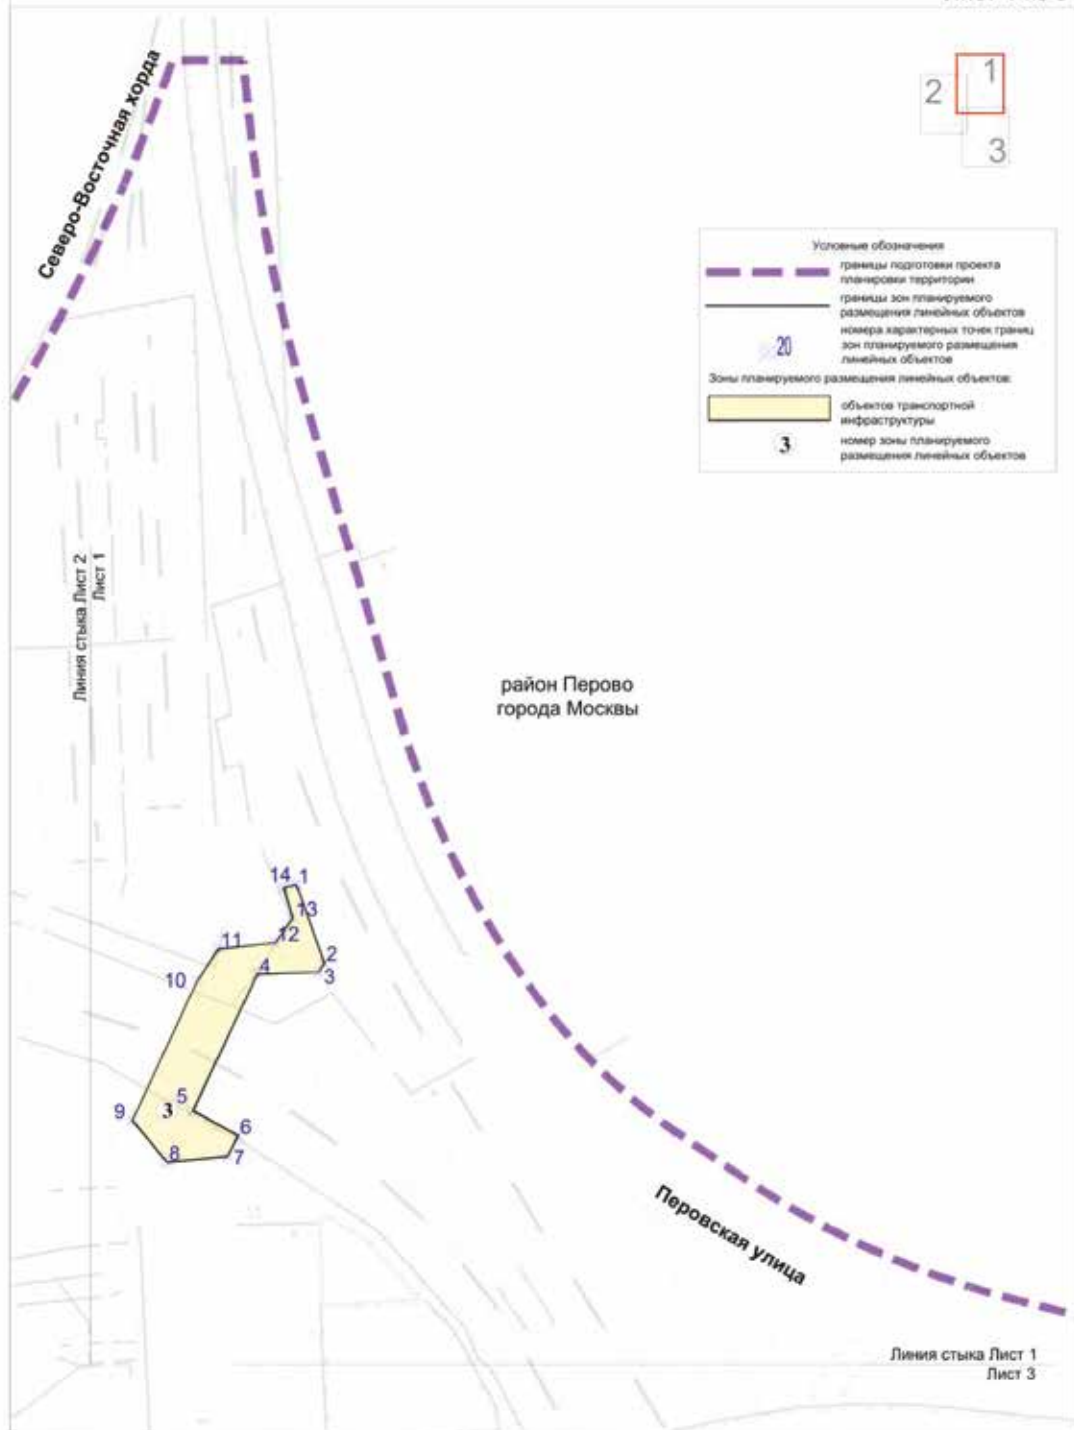 Северо-Восточная хорда
1
2
3
Условные обозначения
границы подготовки проекта
планировки территории
границы зон планируемого
размещения линейных объектов
номера характерных точек границ
20
зон планируемого размещения
линейных объектов
Зоны планируемого размещения линейных объектов:
объектов транспортной
инфраструктуры
3
номер зоны планируемого
размещения линейных объектов
Линия стыка Лист 2
Лист 1
район Перово
города Москвы
14
1
13
12
11
2
3
4
10
5
3
9
6
7
8
Перовская улица
Линия стыка Лист 1
Лист 3